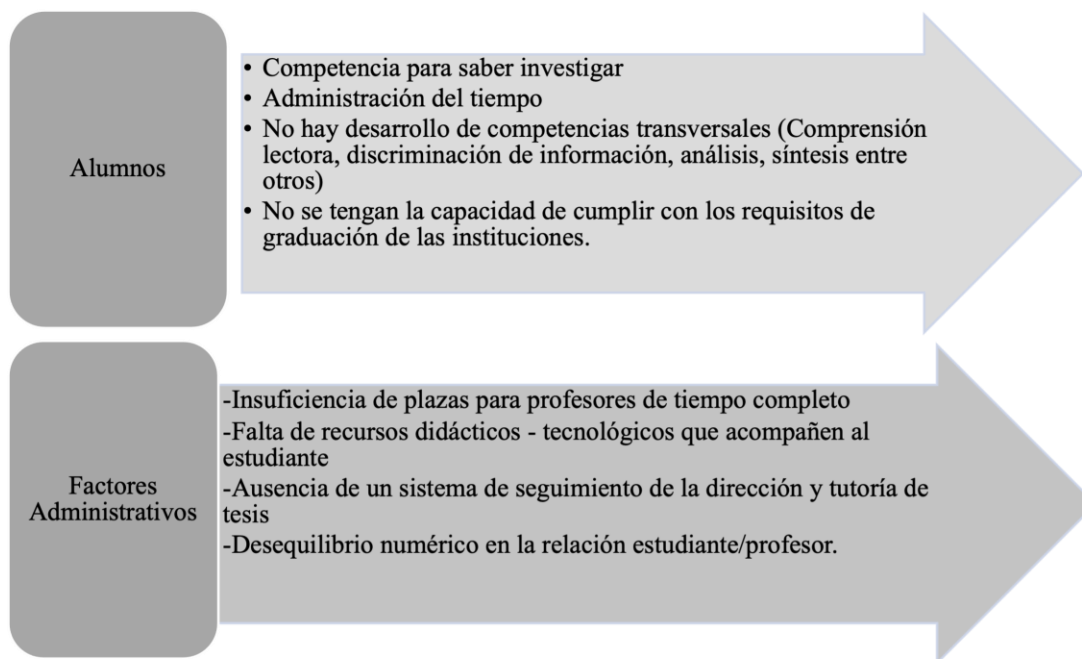 Alumnos
• Competencia para saber investigar
• Administración del tiempo
• No hay desarrollo de competencias transversales (Comprensión
lectora, discriminación de información, análisis, síntesis entre
otros)
• No se tengan la capacidad de cumplir con los requisitos de
graduación de las instituciones.
Factores
Administrativos
-Insuficiencia de plazas para profesores de tiempo completo
-Falta de recursos didácticos - tecnológicos que acompañen al
estudiante
-Ausencia de un sistema de seguimiento de la dirección y tutoría de
tesis
-Desequilibrio numérico en la relación estudiante/profesor.